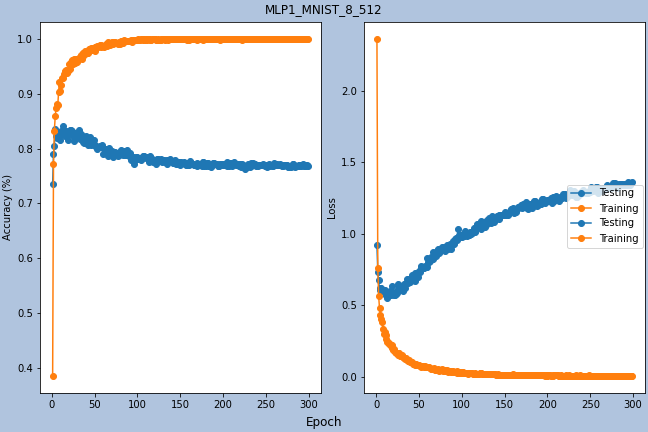 MLP1_MNIST_8_512
Accuracy (%)
1.0
0.9
0.8
0.7
0.6
0.5
0.4
0 50 100 150 200 250 300
Loss
2.0
1.5
1.0
0.5
0.0
0 50 100 150 200 250 300
Testing
Training
Testing
Training
Epoch